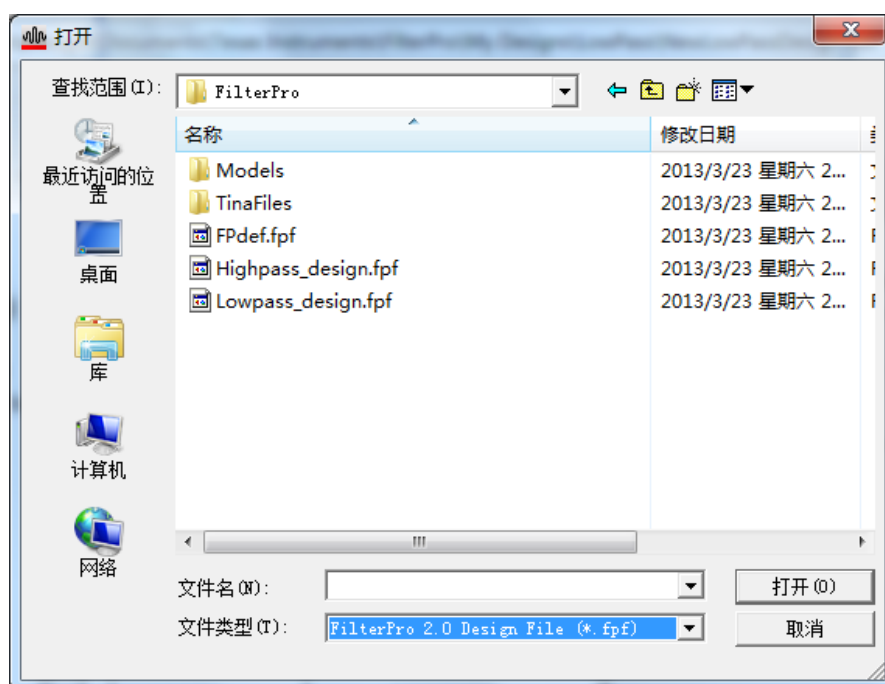 打开
查找范围(I):
FilterPro
名称
修改日期
最近访问的位置
桌面
库
计算机
网络
Models
2013/3/23 星期六 2...
TinaFiles
2013/3/23 星期六 2...
FPdef.fpf
2013/3/23 星期六 2...
Highpass_design.fpf
2013/3/23 星期六 2...
Lowpass_design.fpf
2013/3/23 星期六 2...
文件名(N):
打开(O)
文件类型(T):
FilterPro 2.0 Design File (*.fpf)
取消